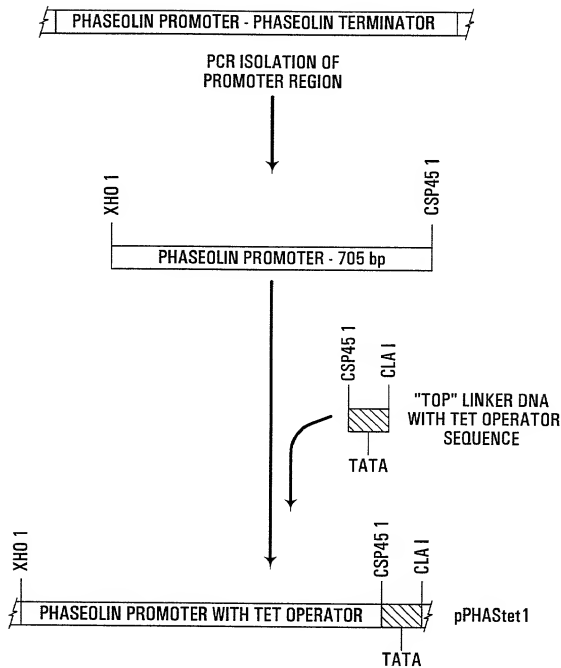 PHASEOLIN PROMOTER - PHASEOLIN TERMINATOR
PCR ISOLATION OF
PROMOTER REGION
XHO 1
CSP45 1
PHASEOLIN PROMOTER - 705 bp
CSP45 1
CLA I
"TOP" LINKER DNA
WITH TET OPERATOR
SEQUENCE
TATA
XHO 1
CSP45 1
CLA I
PHASEOLIN PROMOTER WITH TET OPERATOR
pPHAStet1
TATA